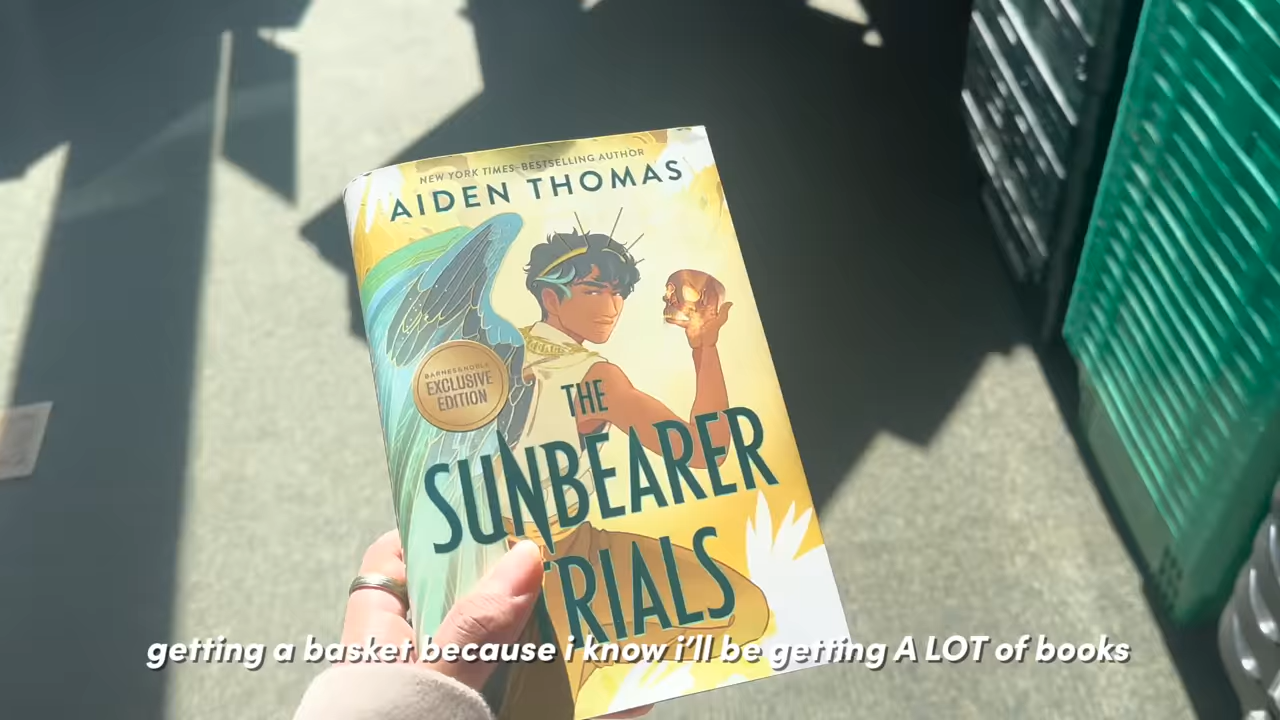 NEW YORK TIMES–BESTSELLING AUTHOR
AIDEN THOMAS
BARNES & NOBLE
EXCLUSIVE
EDITION
THE
SUNBEARER
TRIALS
getting a basket because i know i'll be getting A LOT of books